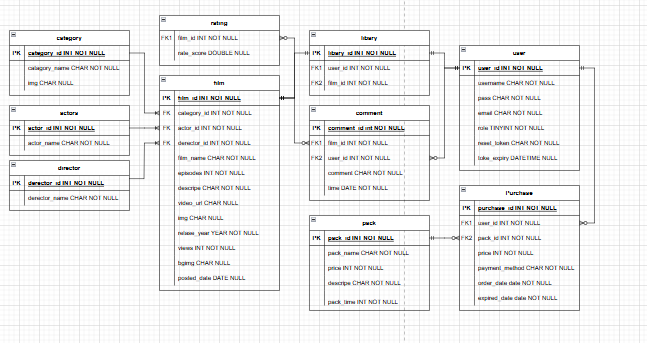 category
PK category_id INT NOT NULL
catagory_name CHAR NOT NULL
img CHAR NULL
actors
PK actor_id INT NOT NULL
actor_name CHAR NOT NULL
director
PK derector_id INT NOT NULL
derector_name CHAR NOT NULL
rating
FK1 film_id INT NOT NULL
rate_score DOUBLE NULL
film
PK film_id INT NOT NULL
FK category_id INT NOT NULL
FK actor_id INT NOT NULL
FK derector_id INT NOT NULL
film_name CHAR NOT NULL
episodes INT NOT NULL
descripe CHAR NOT NULL
video_url CHAR NULL
img CHAR NULL
relase_year YEAR NOT NULL
views INT NOT NULL
bgimg CHAR NULL
posted_date DATE NULL
libary
PK libary_id INT NOT NULL
FK1 user_id INT NOT NULL
FK2 film_id INT NOT NULL
comment
PK comment_id int NOT NULL
FK1 film_id INT NOT NULL
FK2 user_id INT NOT NULL
comment CHAR NOT NULL
time DATE NOT NULL
pack
PK pack_id INT NOT NULL
pack_name CHAR NOT NULL
price INT NOT NULL
descripe CHAR NOT NULL
pack_time INT NOT NULL
user
PK user_id INT NOT NULL
username CHAR NOT NULL
pass CHAR NOT NULL
email CHAR NOT NULL
role TINYINT NOT NULL
reset_token CHAR NOT NULL
toke_expiry DATETIME NULL
Purchase
PK purchase_id INT NOT NULL
FK1 user_id INT NOT NULL
FK2 pack_id INT NOT NULL
price INT NOT NULL
payment_method CHAR NOT NULL
order_date date NOT NULL
expired_date date NOT NULL